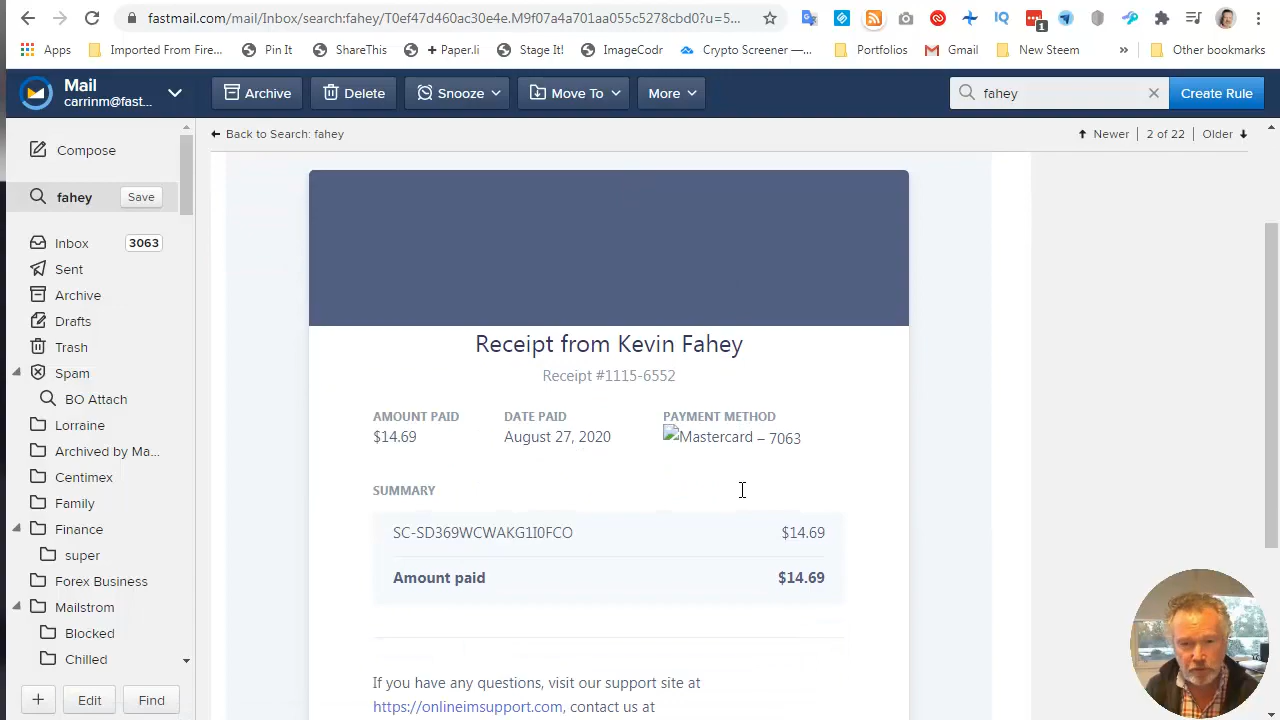 fastmail.com/mail/Inbox/search:fahey/T0ef47d460ac30e4e.M9f07a4a701aa055c5278cbd0?u=5...
IQ
1
Apps
Imported From Fire...
Pin It
ShareThis
+ Paper.li
Stage It!
ImageCodr
Crypto Screener —...
Portfolios
Gmail
New Steem
»
Other bookmarks
Mail
carrinm@fast...
Archive
Delete
Snooze
Move To
More
fahey
Create Rule
Back to Search: fahey
Newer
2 of 22
Older
Compose
fahey
Save
Inbox
3063
Sent
Archive
Drafts
Trash
Spam
BO Attach
Lorraine
Archived by Ma...
Centimex
Family
Finance
super
Forex Business
Mailstrom
Blocked
Chilled
+
Edit
Find
Receipt from Kevin Fahey
Receipt #1115-6552
AMOUNT PAID
DATE PAID
PAYMENT METHOD
$14.69
August 27, 2020
Mastercard – 7063
SUMMARY
SC-SD369WCWAKG1I0FCO
$14.69
Amount paid
$14.69
If you have any questions, visit our support site at
https://onlineimsupport.com, contact us at